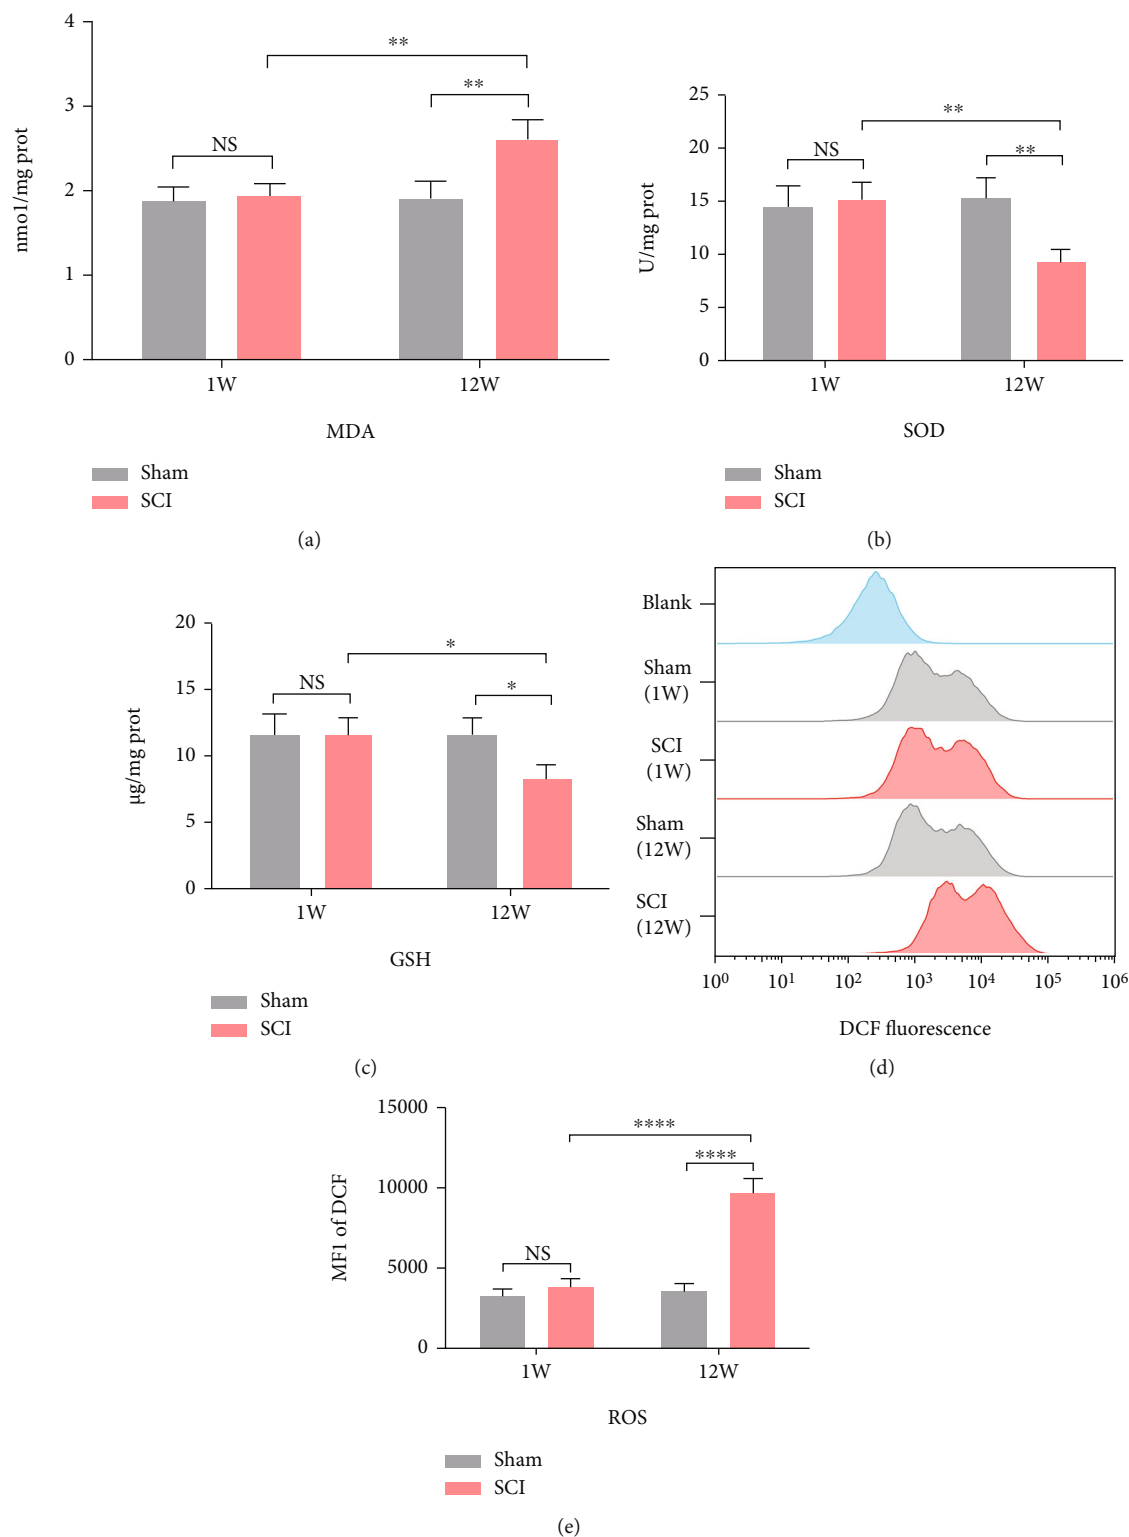 4
3
2
1
0
nmo1/mg prot
NS
**
**
1W
12W
MDA
Sham
SCI
(a)
25
20
15
10
5
0
U/mg prot
NS
**
**
1W
12W
SOD
Sham
SCI
(b)
20
15
10
5
0
µg/mg prot
NS
*
*
1W
12W
GSH
Sham
SCI
(c)
Blank
Sham
(1W)
SCI
(1W)
Sham
(12W)
SCI
(12W)
10⁰ 10¹ 10² 10³ 10⁴ 10⁵ 10⁶
DCF fluorescence
(d)
15000
10000
5000
0
MF1 of DCF
NS
****
****
1W
12W
ROS
Sham
SCI
(e)